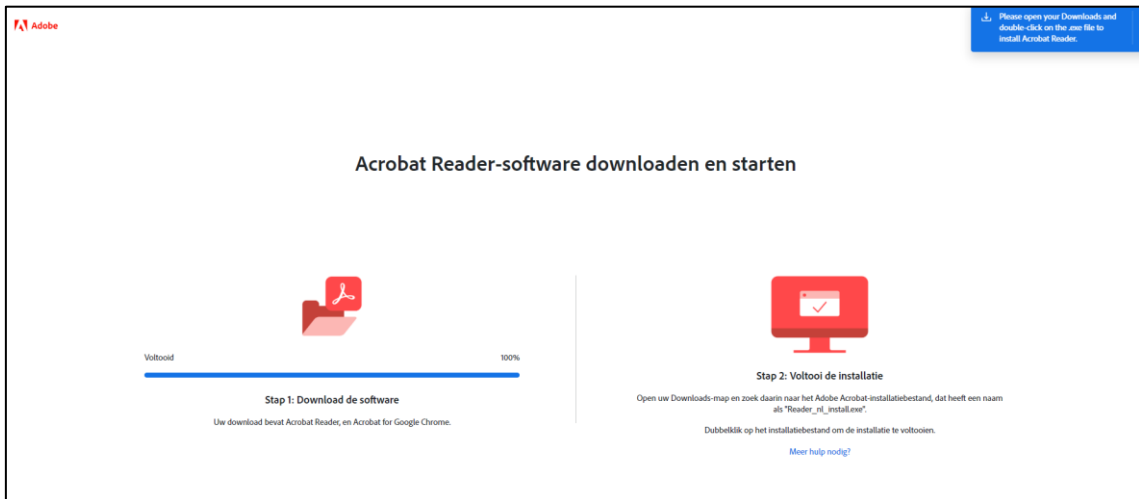 Adobe
Please open your Downloads and
double-click on the .exe file to
install Acrobat Reader.
Acrobat Reader-software downloaden en starten
Voltooid 100%
Stap 1: Download de software
Uw download bevat Acrobat Reader, en Acrobat for Google Chrome.
Stap 2: Voltooi de installatie
Open uw Downloads-map en zoek daarin naar het Adobe Acrobat-installatiebestand, dat heeft een naam
als "Reader_nl_install.exe".
Dubbelklik op het installatiebestand om de installatie te voltooien.
Meer hulp nodig?